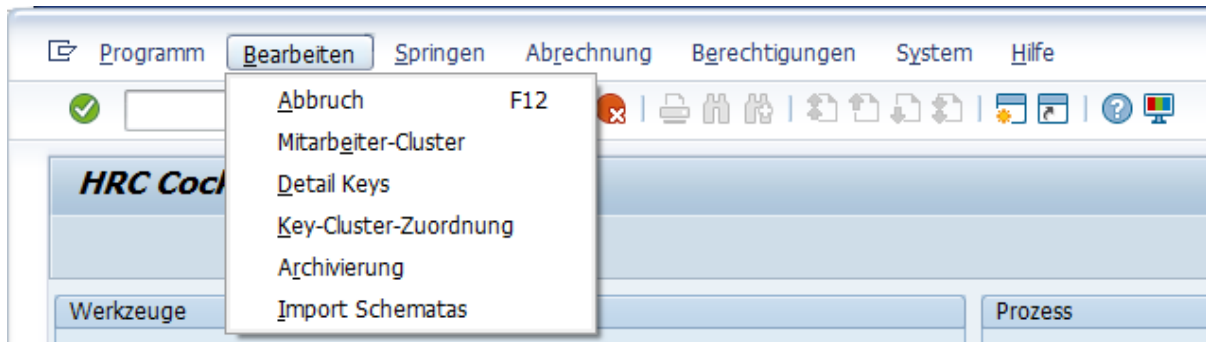 Programm Bearbeiten Springen Abrechnung Berechtigungen System Hilfe
Abbruch F12
Mitarbeiter-Cluster
HRC
Detail Keys
Key-Cluster-Zuordnung
Archivierung
Werkzeuge
Import Schematas
Prozess